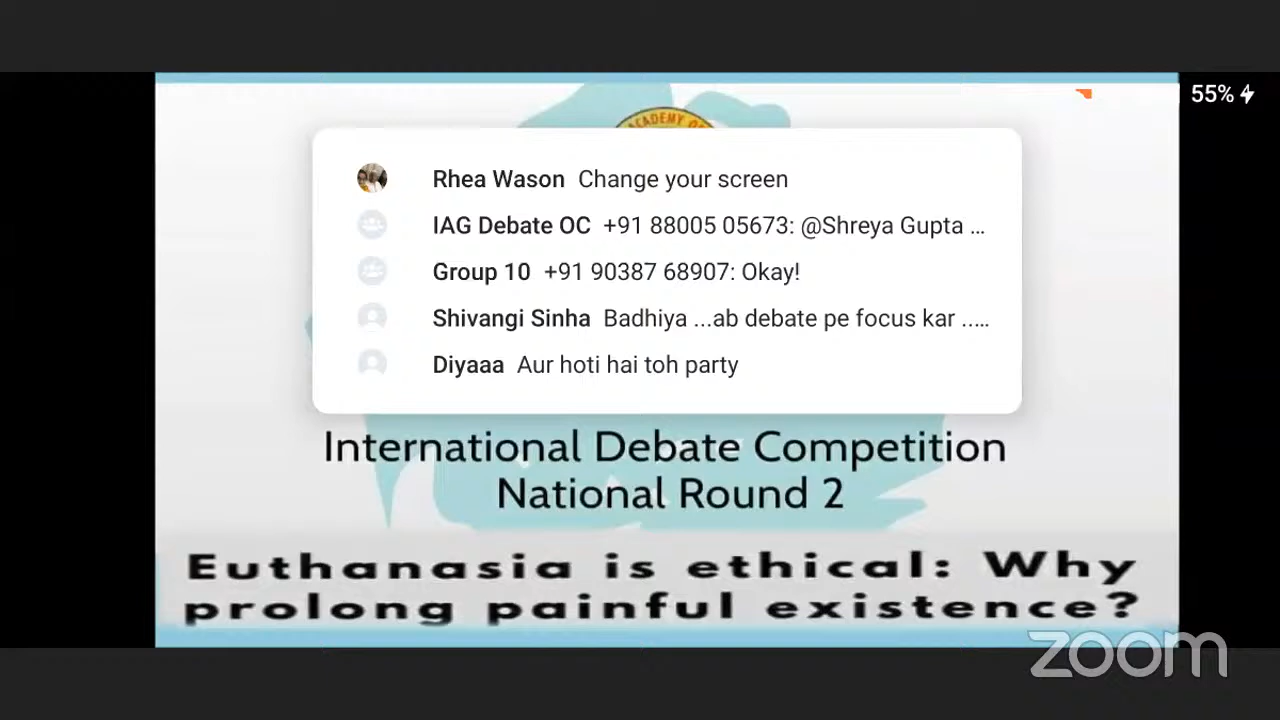 55%
ACADEMY
Rhea Wason Change your screen
IAG Debate OC +91 88005 05673: @Shreya Gupta ...
Group 10 +91 90387 68907: Okay!
Shivangi Sinha Badhiya ...ab debate pe focus kar .....
Diyaaa Aur hoti hai toh party
International Debate Competition
National Round 2
Euthanasia is ethical: Why
prolong painful existence?
zoom